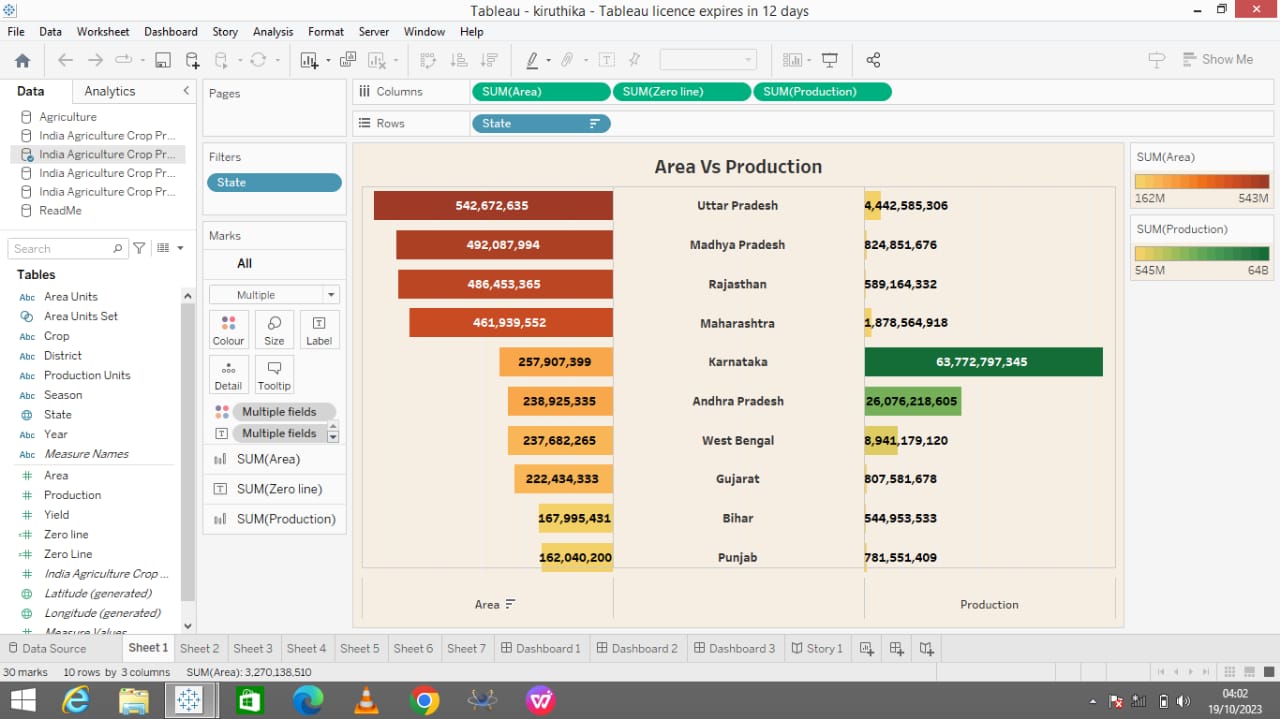 Tableau - kiruthika - Tableau licence expires in 12 days
File Data Worksheet Dashboard Story Analysis Format Server Window Help
Show Me
Data Analytics
Agriculture
India Agriculture Crop Pr...
India Agriculture Crop Pr...
India Agriculture Crop Pr...
India Agriculture Crop Pr...
ReadMe
Search
Tables
Abc Area Units
Area Units Set
Abc Crop
Abc District
Abc Production Units
Abc Season
State
Abc Year
Abc Measure Names
# Area
# Production
# Yield
=# Zero line
=# Zero Line
# India Agriculture Crop ...
Latitude (generated)
Longitude (generated)
# Measure Values
Pages
Filters
State
Marks
All
Multiple
Colour Size Label
Detail Tooltip
Multiple fields
Multiple fields
SUM(Area)
SUM(Zero line)
SUM(Production)
Columns SUM(Area) SUM(Zero line) SUM(Production)
Rows State
Area Vs Production
542,672,635 Uttar Pradesh 4,442,585,306
492,087,994 Madhya Pradesh 824,851,676
486,453,365 Rajasthan 589,164,332
461,939,552 Maharashtra 1,878,564,918
257,907,399 Karnataka 63,772,797,345
238,925,335 Andhra Pradesh 26,076,218,605
237,682,265 West Bengal 8,941,179,120
222,434,333 Gujarat 807,581,678
167,995,431 Bihar 544,953,533
162,040,200 Punjab 781,551,409
Area Production
SUM(Area)
162M 543M
SUM(Production)
545M 64B
Data Source Sheet 1 Sheet 2 Sheet 3 Sheet 4 Sheet 5 Sheet 6 Sheet 7 Dashboard 1 Dashboard 2 Dashboard 3 Story 1
30 marks 10 rows by 3 columns SUM(Area): 3,270,138,510
04:02
19/10/2023